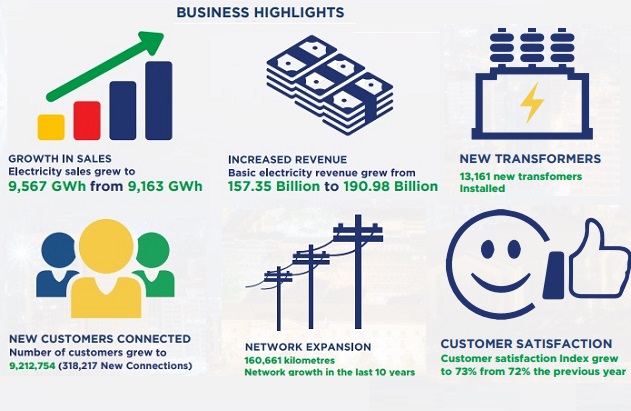 BUSINESS HIGHLIGHTS
GROWTH IN SALES
Electricity sales grew to
9,567 GWh from 9,163 GWh
INCREASED REVENUE
Basic electricity revenue grew from
157.35 Billion to 190.98 Billion
NEW TRANSFORMERS
13,161 new transfomers
Installed
NEW CUSTOMERS CONNECTED
Number of customers grew to
9,212,754 (318,217 New Connections)
NETWORK EXPANSION
160,661 kilometres
Network growth in the last 10 years
CUSTOMER SATISFACTION
Customer satisfaction Index grew
to 73% from 72% the previous year